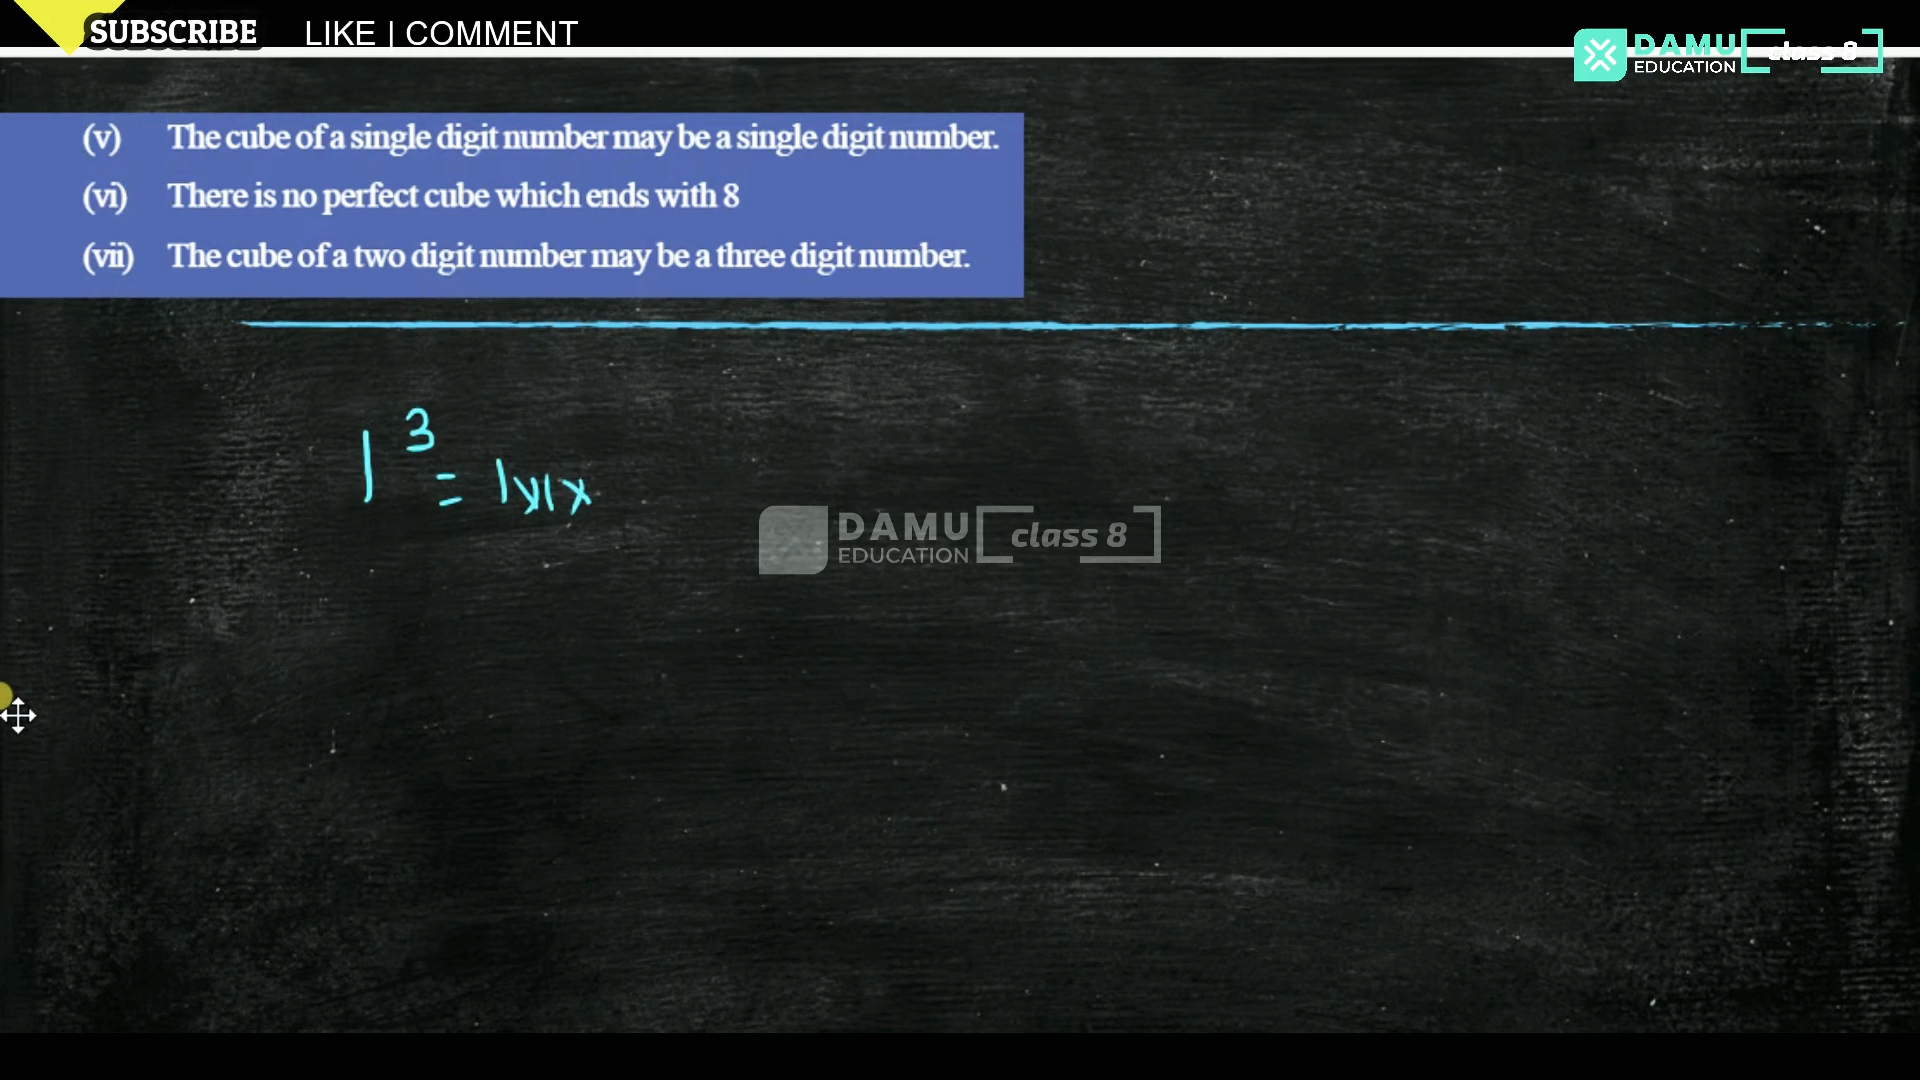 SUBSCRIBE LIKE | COMMENT
DAMU
EDUCATION
class 8
(v) The cube of a single digit number may be a single digit number.
(vi) There is no perfect cube which ends with 8
(vii) The cube of a two digit number may be a three digit number.
1³ = 1x1x
DAMU
EDUCATION
class 8